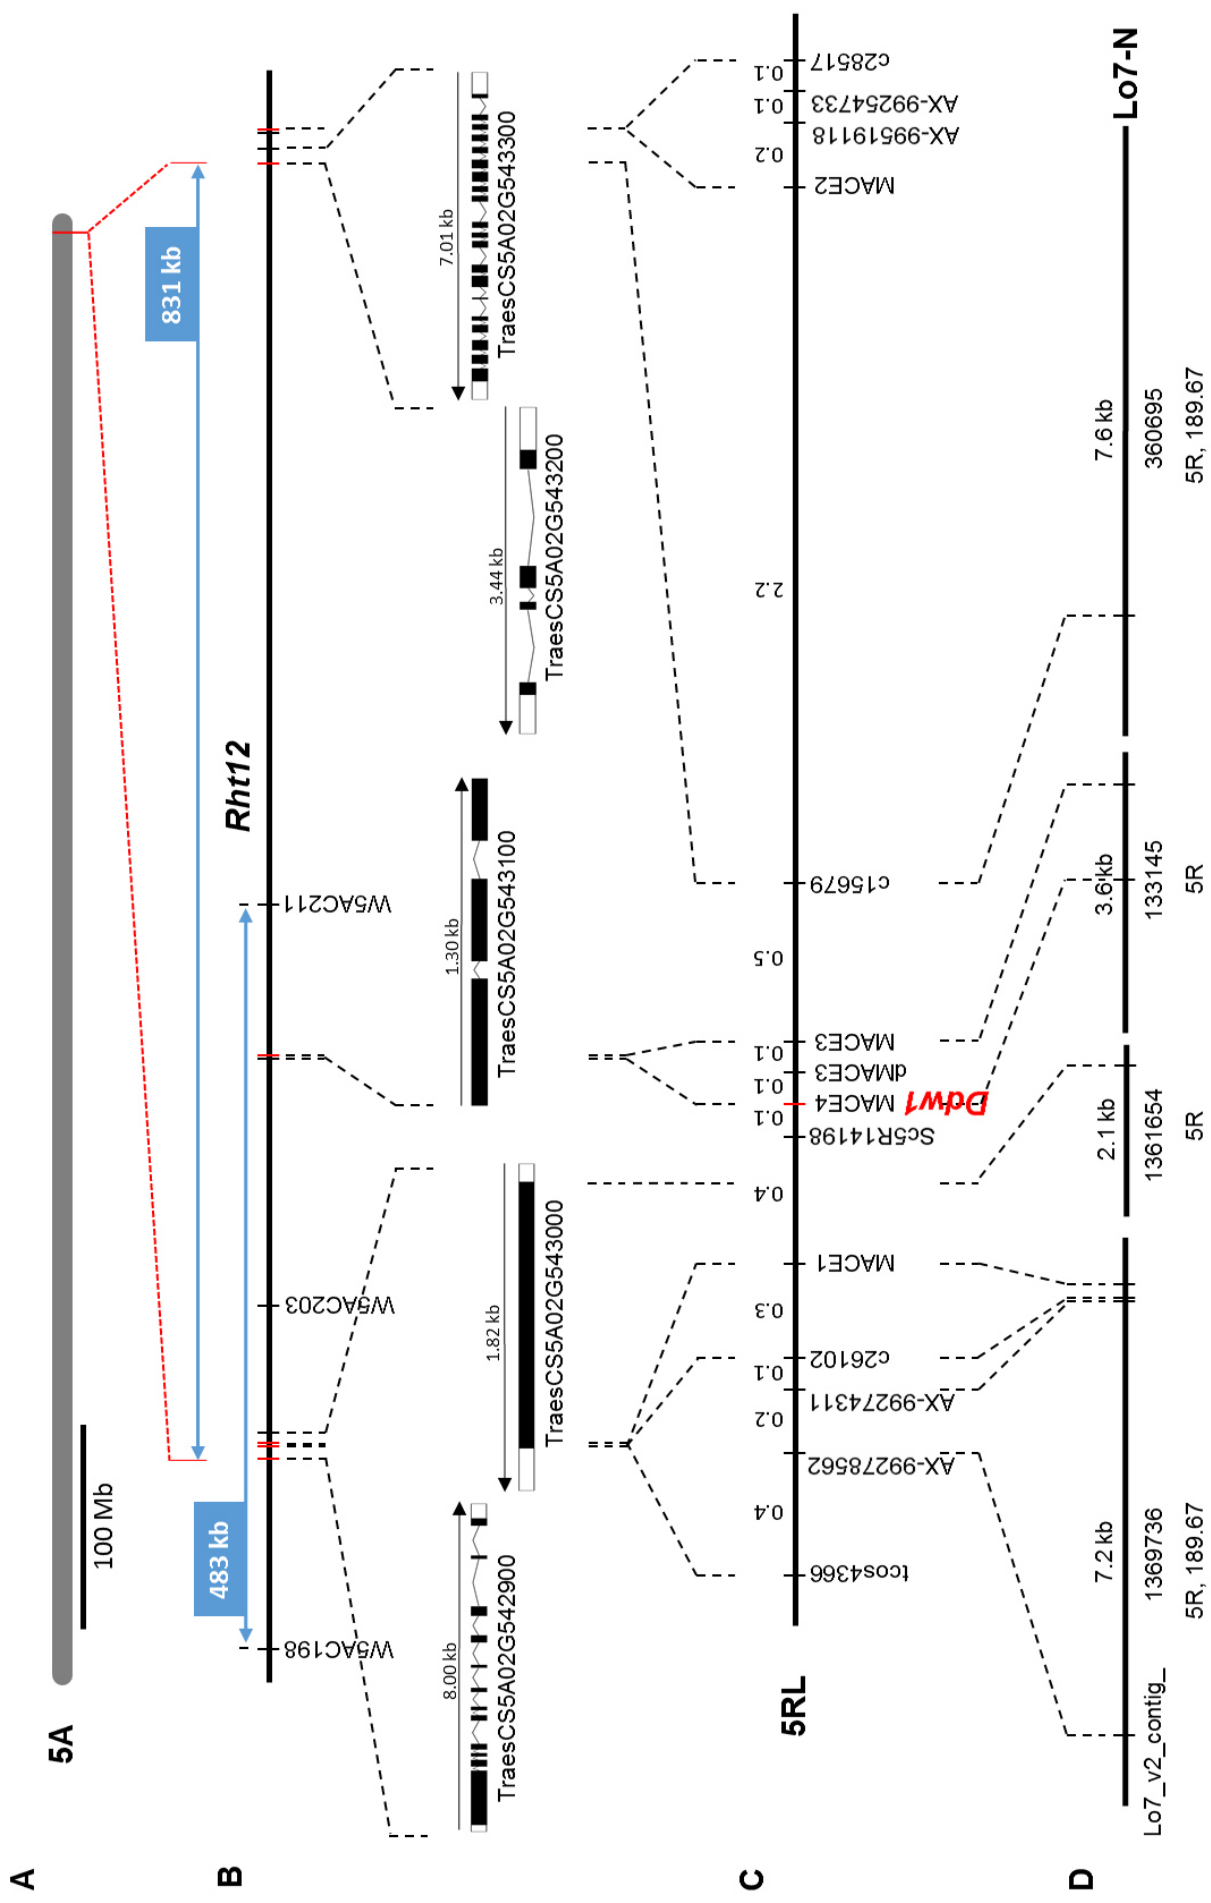 A
5A
100 Mb
831 kb
B
483 kb
Rht12
W5AC198
W5AC203
W5AC211
8.00 kb
TraesCS5A02G542900
1.82 kb
TraesCS5A02G543000
1.30 kb
TraesCS5A02G543100
3.44 kb
TraesCS5A02G543200
7.01 kb
TraesCS5A02G543300
C
5RL
0.4
0.2
0.1
0.3
0.4
0.1
0.1
0.1
0.5
2.2
0.2
0.1
0.1
tcos4366
AX-99278562
AX-99274311
c26102
MACE1
Sc5R14198
MACE4
Ddw1
dMACE3
MACE3
c15679
MACE2
AX-99519118
AX-99254733
c28517
D
Lo7-N
7.2 kb
2.1 kb
3.6 kb
7.6 kb
Lo7_v2_contig_
1369736
1361654
133145
360695
5R, 189.67
5R
5R
5R, 189.67